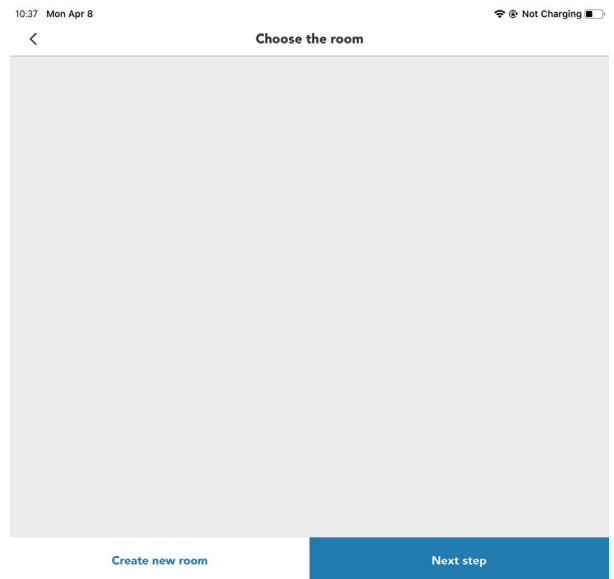 10:37 Mon Apr 8
Not Charging
Choose the room
Create new room
Next step